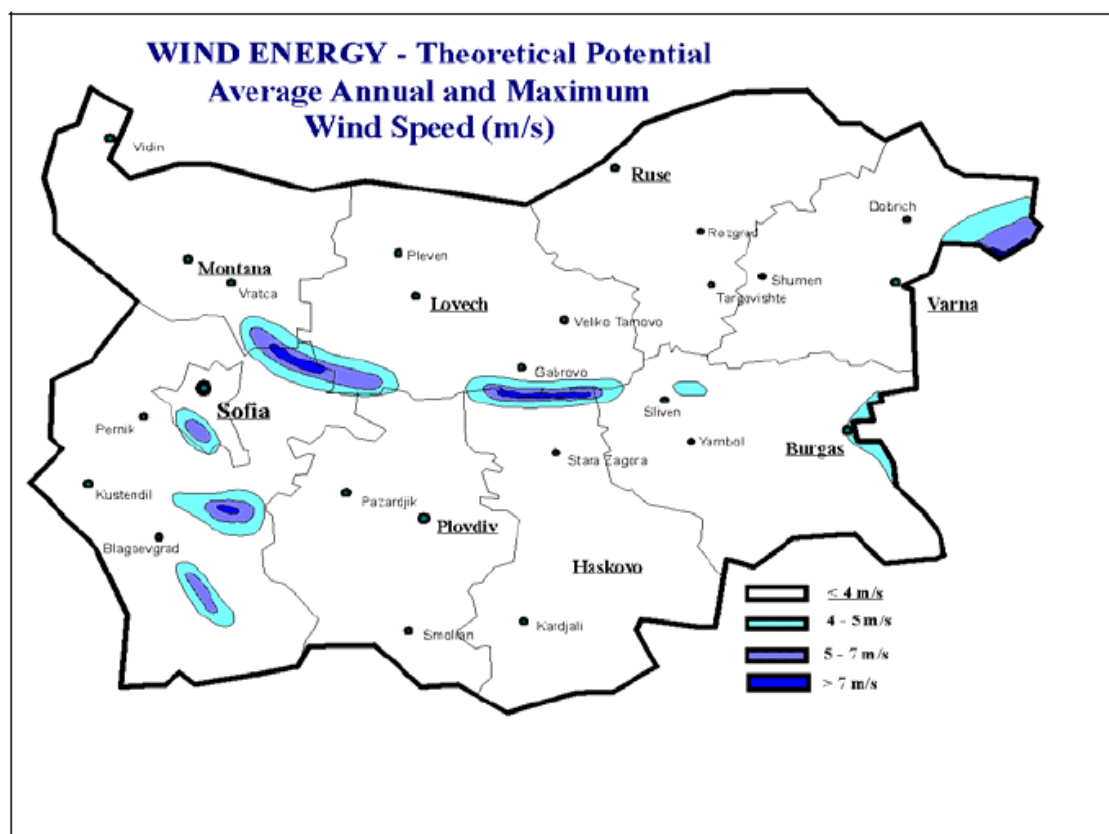 WIND ENERGY - Theoretical Potential
Average Annual and Maximum
Wind Speed (m/s)
Vidin
Ruse
Dobrich
Razgrad
Pleven
Montana
Shumen
Vratca
Targovishte
Lovech
Varna
Veliko Tarnovo
Gabrovo
Sofia
Sliven
Pernik
Yambol
Burgas
Stara Zagora
Kustendil
Pazardjik
Plovdiv
Blagoevgrad
Haskovo
≤ 4 m/s
4 - 5 m/s
Kardjali
Smolian
5 - 7 m/s
> 7 m/s